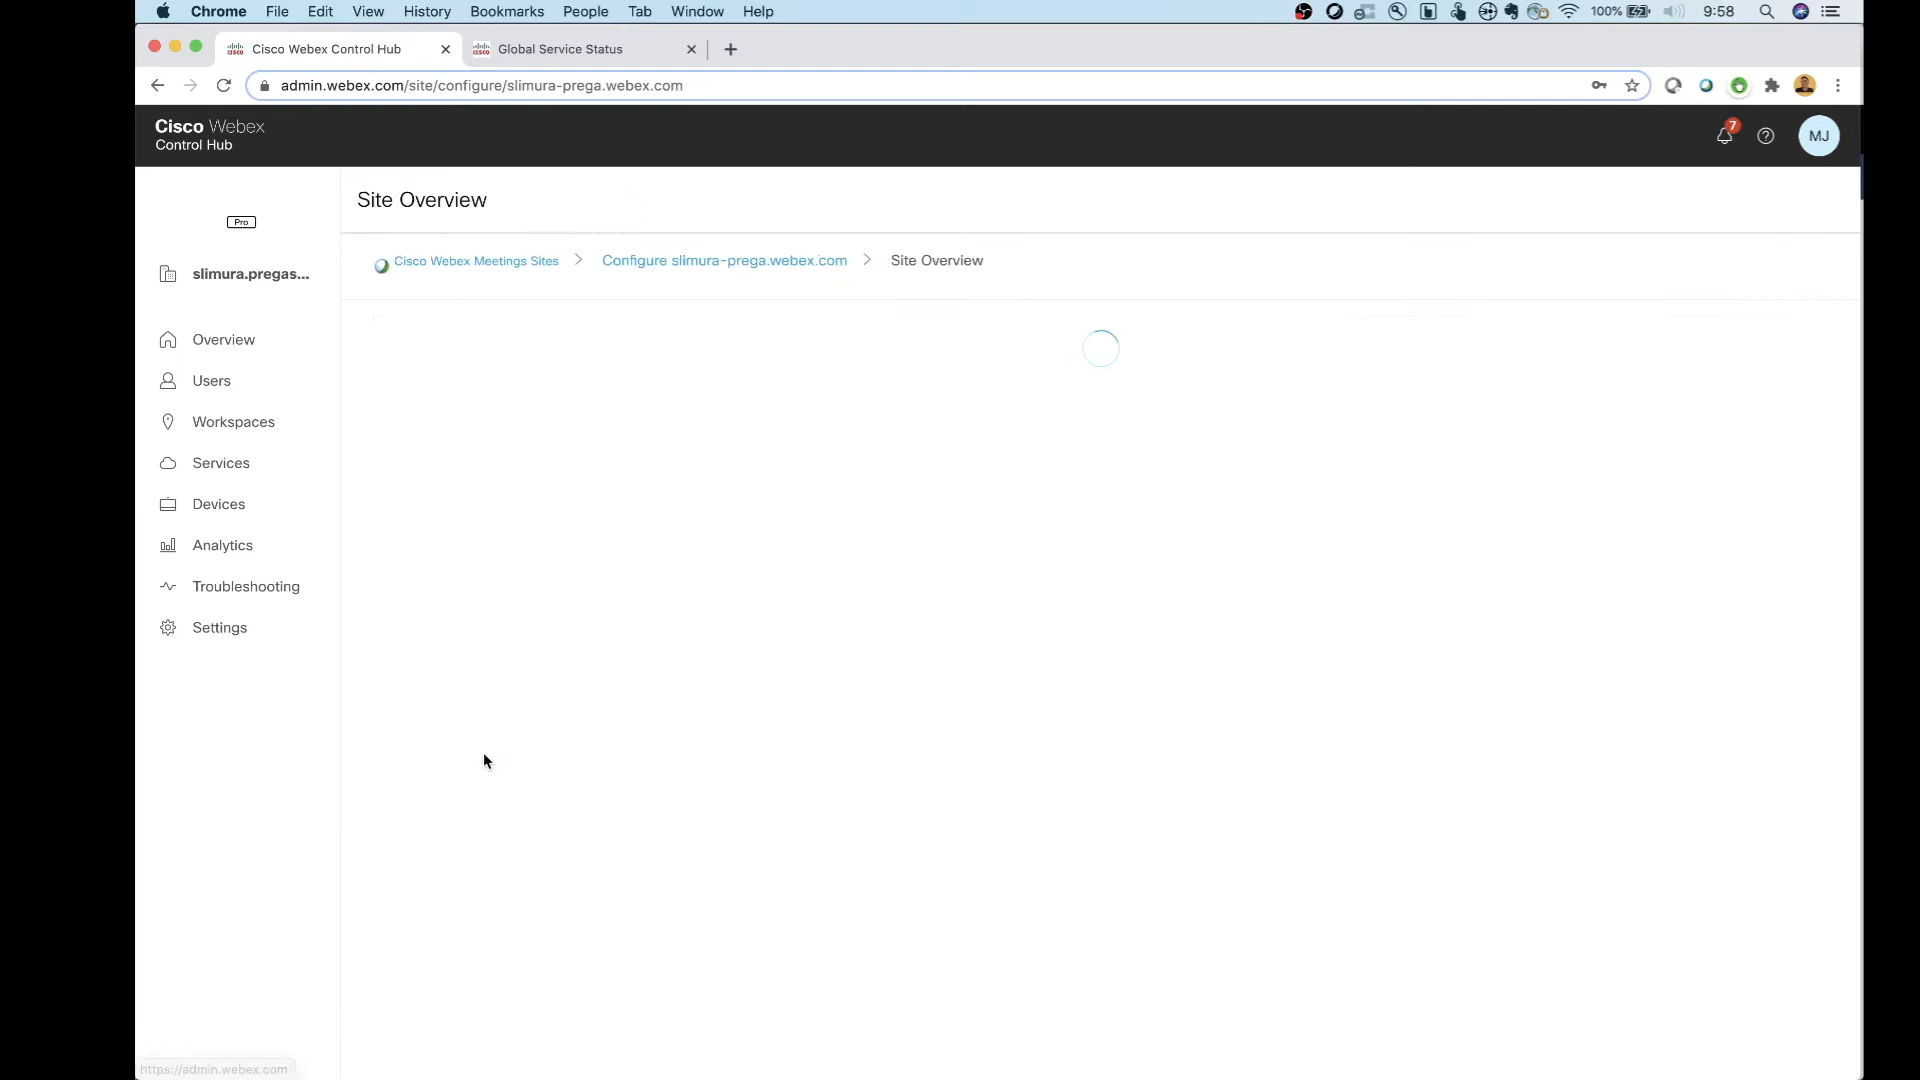 Chrome File Edit View History Bookmarks People Tab Window Help 100% 9:58
Cisco Webex Control Hub Global Service Status
admin.webex.com/site/configure/slimura-prega.webex.com
Cisco Webex
Control Hub
7
MJ
Site Overview
Pro
Cisco Webex Meetings Sites Configure slimura-prega.webex.com Site Overview
slimura.pregas...
Overview
Users
Workspaces
Services
Devices
Analytics
Troubleshooting
Settings
https://admin.webex.com